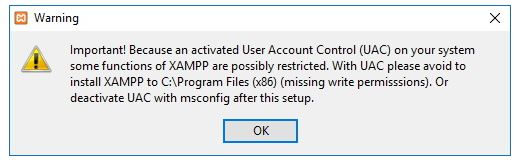 Warning
Important! Because an activated User Account Control (UAC) on your system
some functions of XAMPP are possibly restricted. With UAC please avoid to
install XAMPP to C:\Program Files (x86) (missing write permisssions). Or
deactivate UAC with msconfig after this setup.
OK